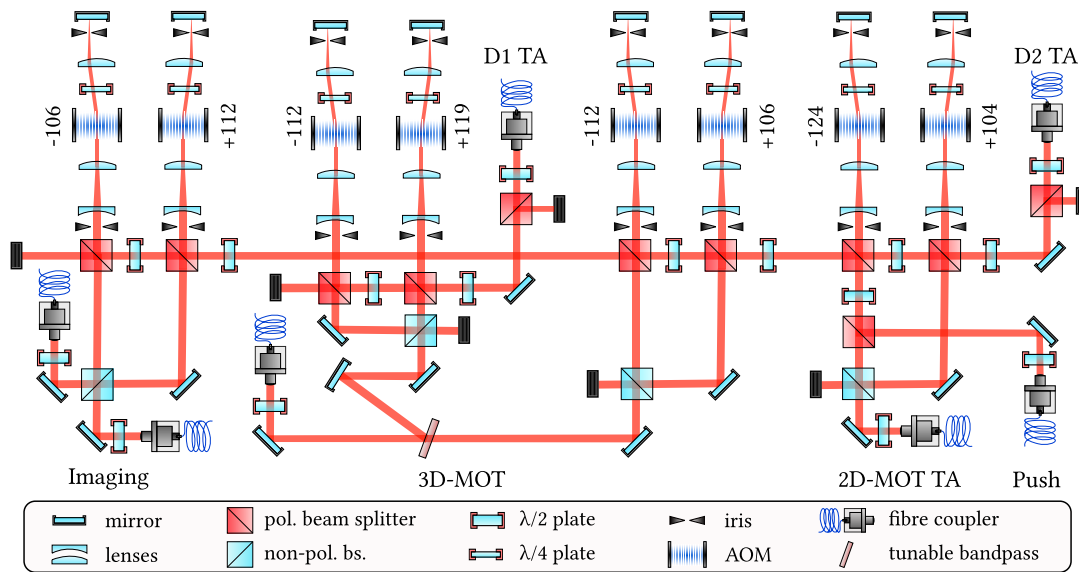 D1 TA
D2 TA
-106
+112
-112
+119
-112
+106
-124
+104
Imaging
3D-MOT
2D-MOT TA
Push
mirror
pol. beam splitter
λ/2 plate
iris
fibre coupler
lenses
non-pol. bs.
λ/4 plate
AOM
tunable bandpass